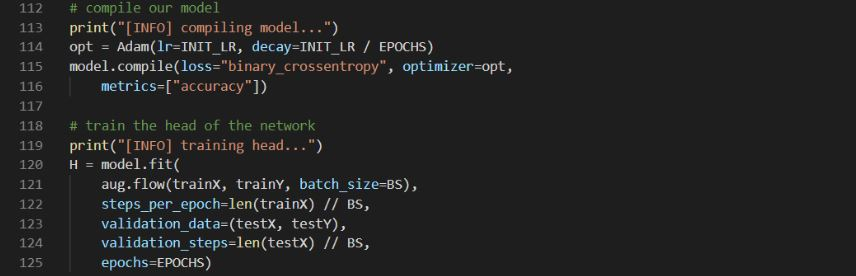 112 # compile our model
113 print("[INFO] compiling model...")
114 opt = Adam(lr=INIT_LR, decay=INIT_LR / EPOCHS)
115 model.compile(loss="binary_crossentropy", optimizer=opt,
116     metrics=["accuracy"])
117
118 # train the head of the network
119 print("[INFO] training head...")
120 H = model.fit(
121     aug.flow(trainX, trainY, batch_size=BS),
122     steps_per_epoch=len(trainX) // BS,
123     validation_data=(testX, testY),
124     validation_steps=len(testX) // BS,
125     epochs=EPOCHS)